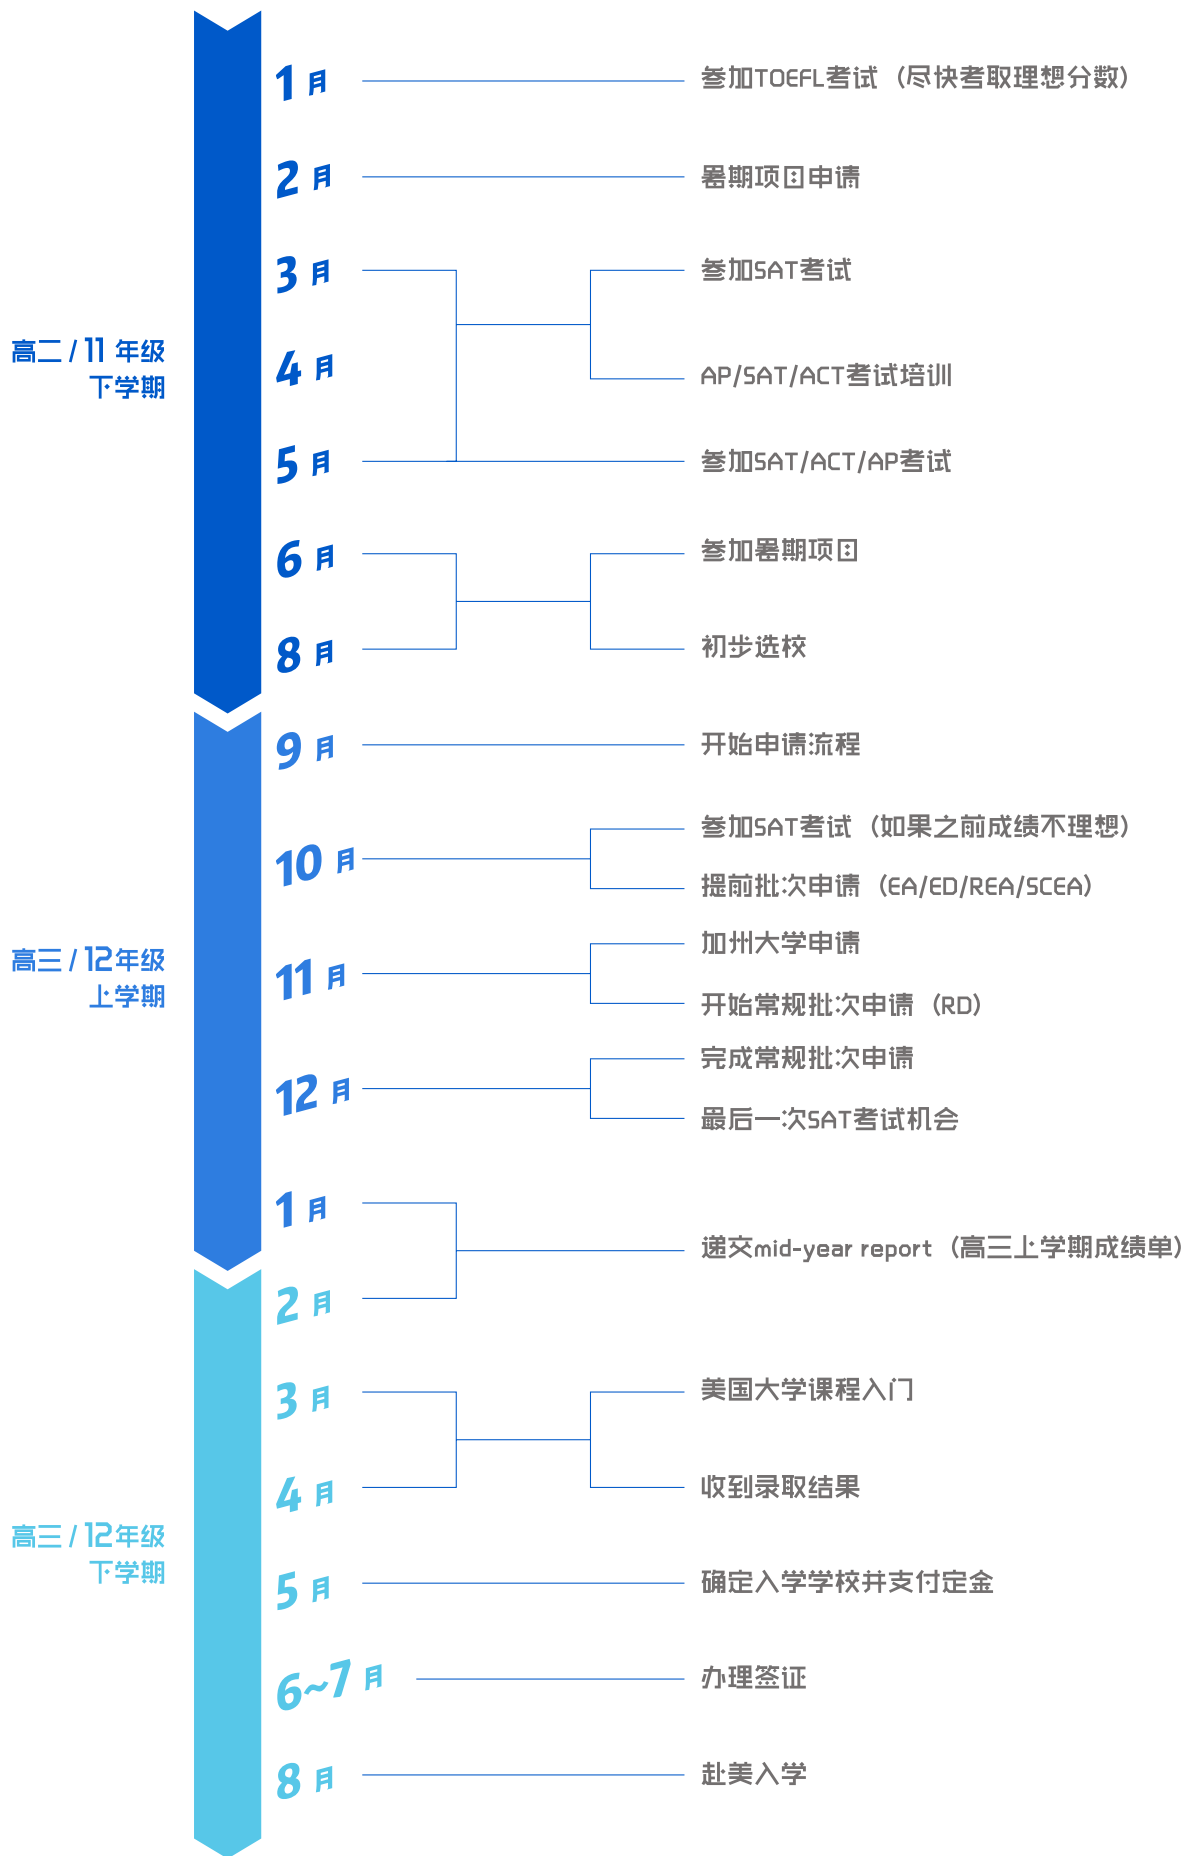 1 月
参加TOEFL考试（尽快考取理想分数）
2 月
暑期项目申请
3 月
参加SAT考试
高二 / 11 年级
下学期
4 月
AP/SAT/ACT考试培训
5 月
参加SAT/ACT/AP考试
6 月
参加暑期项目
8 月
初步选校
9 月
开始申请流程
10 月
参加SAT考试（如果之前成绩不理想）
提前批次申请（EA/ED/REA/SCEA）
高三 / 12年级
上学期
11 月
加州大学申请
开始常规批次申请（RD）
12 月
完成常规批次申请
最后一次SAT考试机会
1 月
递交mid-year report（高三上学期成绩单）
2 月
3 月
美国大学课程入门
4 月
收到录取结果
高三 / 12年级
下学期
5 月
确定入学学校并支付定金
6~7 月
办理签证
8 月
赴美入学